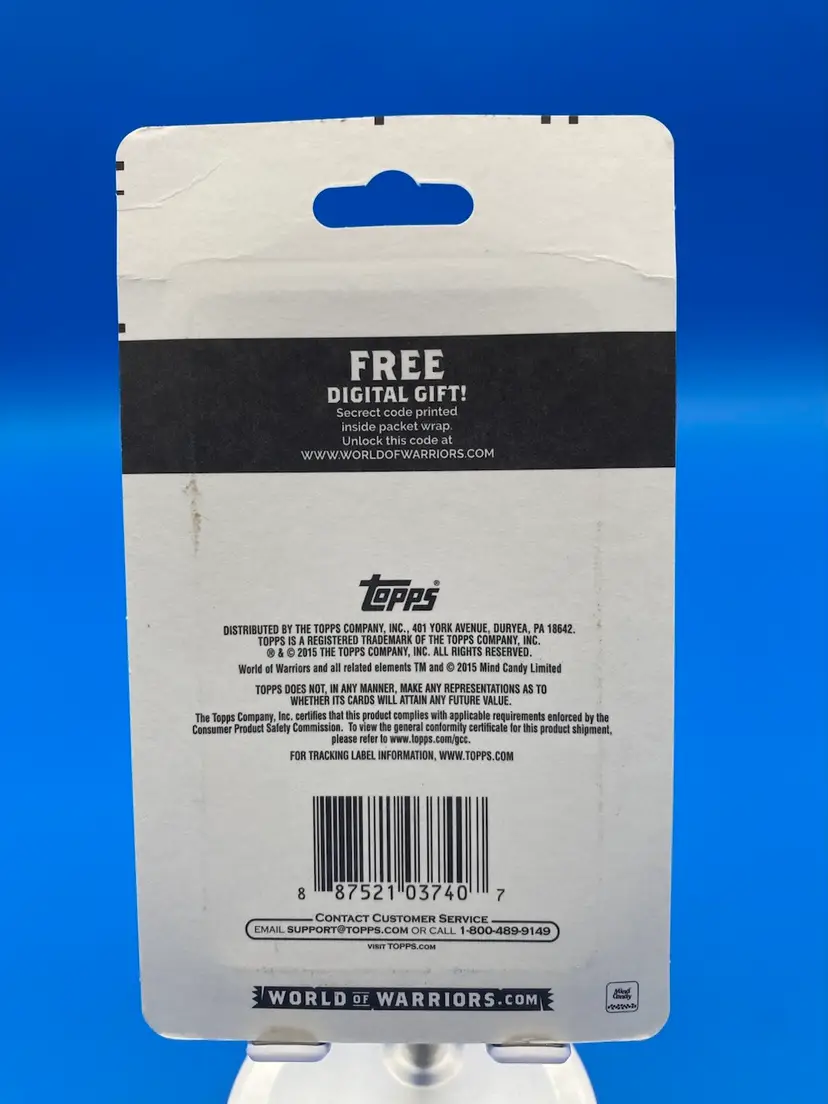 FREE
DIGITAL GIFT!
Secrect code printed
inside packet wrap.
Unlock this code at
WWW.WORLDOFWARRIORS.COM
Topps®
DISTRIBUTED BY THE TOPPS COMPANY, INC., 401 YORK AVENUE, DURYEA, PA 18642.
TOPPS IS A REGISTERED TRADEMARK OF THE TOPPS COMPANY, INC.
® & © 2015 THE TOPPS COMPANY, INC. ALL RIGHTS RESERVED.
World of Warriors and all related elements TM and © 2015 Mind Candy Limited
TOPPS DOES NOT, IN ANY MANNER, MAKE ANY REPRESENTATIONS AS TO
WHETHER ITS CARDS WILL ATTAIN ANY FUTURE VALUE.
The Topps Company, Inc. certifies that this product complies with applicable requirements enforced by the
Consumer Product Safety Commission. To view the general conformity certificate for this product shipment,
please refer to www.topps.com/gcc.
FOR TRACKING LABEL INFORMATION, WWW.TOPPS.COM
8 87521 03740 7
CONTACT CUSTOMER SERVICE
EMAIL SUPPORT@TOPPS.COM OR CALL 1-800-489-9149
VISIT TOPPS.COM
WORLD OF WARRIORS.COM
Mind
Candy